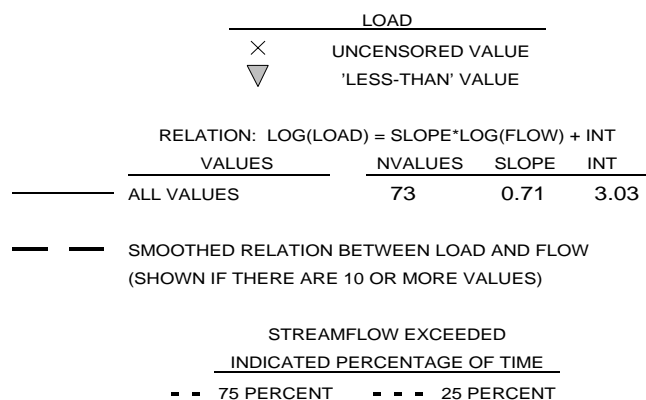 LOAD
UNCENSORED VALUE
'LESS-THAN' VALUE
RELATION: LOG(LOAD) = SLOPE*LOG(FLOW) + INT
VALUES NVALUES SLOPE INT
ALL VALUES 73 0.71 3.03
SMOOTHED RELATION BETWEEN LOAD AND FLOW
(SHOWN IF THERE ARE 10 OR MORE VALUES)
STREAMFLOW EXCEEDED
INDICATED PERCENTAGE OF TIME
75 PERCENT 25 PERCENT